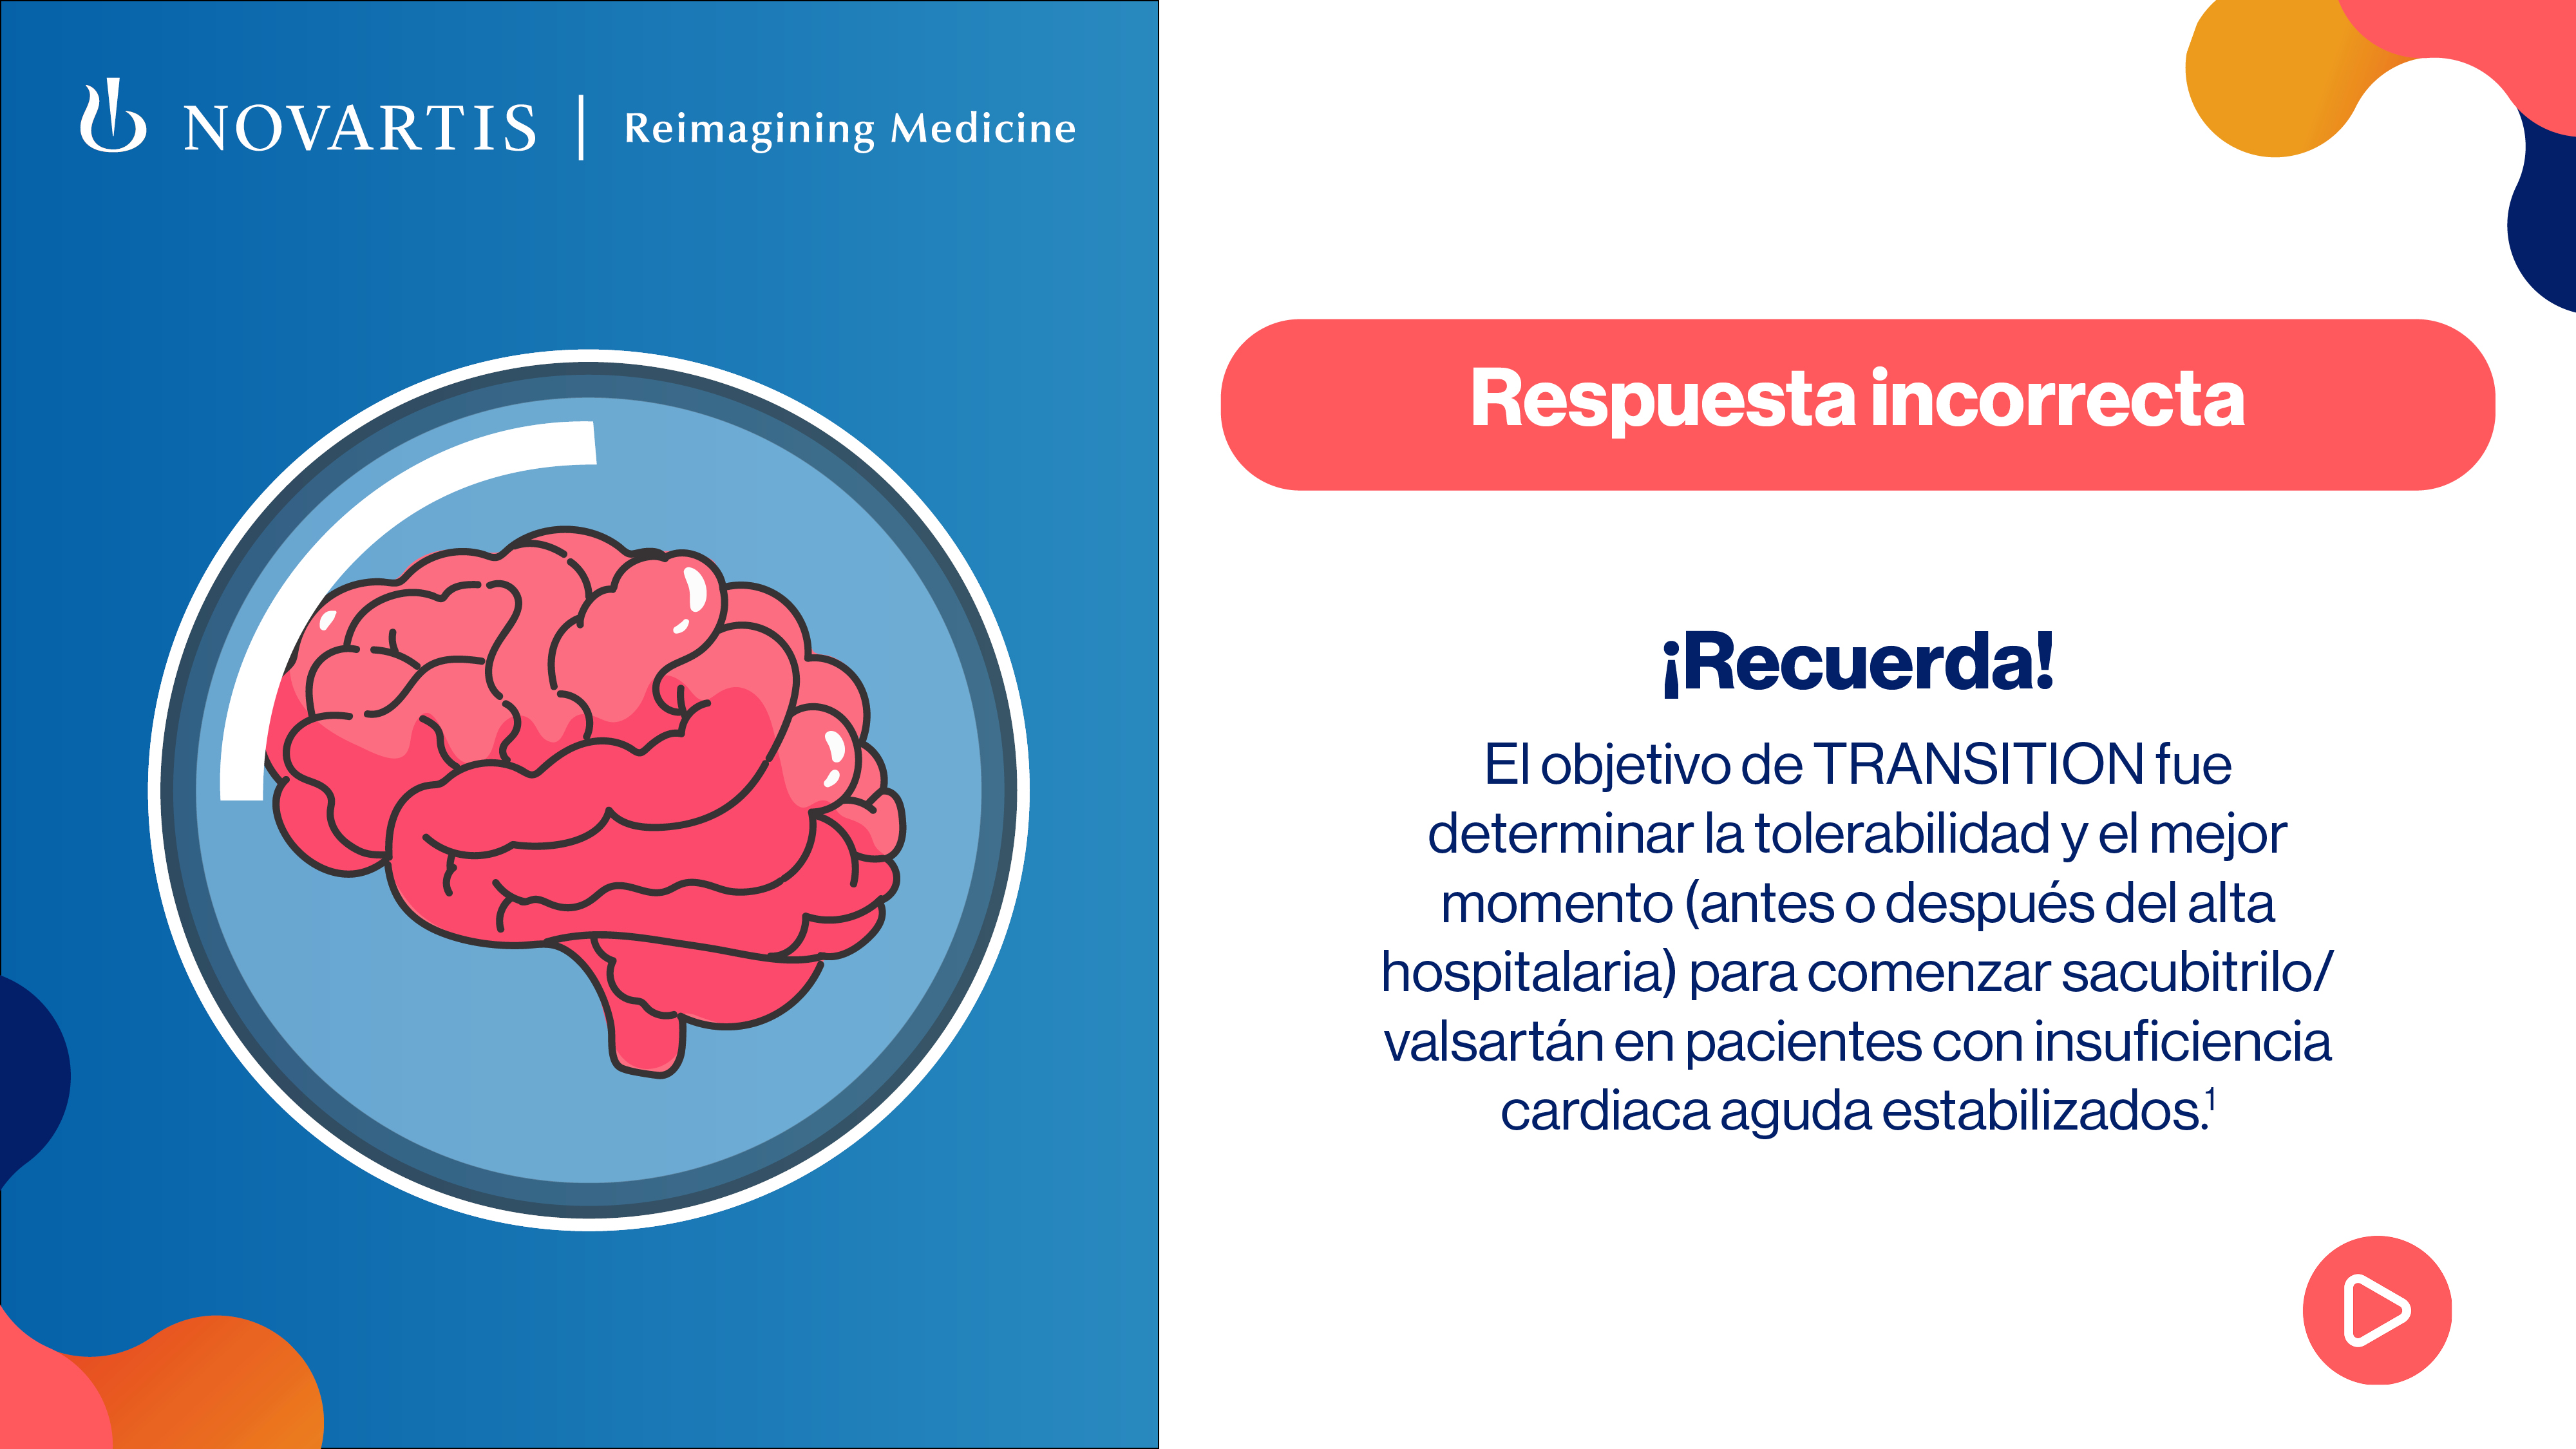 NOVARTIS | Reimagining Medicine
Respuesta incorrecta
¡Recuerda!
El objetivo de TRANSITION fue
determinar la tolerabilidad y el mejor
momento (antes o después del alta
hospitalaria) para comenzar sacubitrilo/
valsartán en pacientes con insuficiencia
cardiaca aguda estabilizados.¹